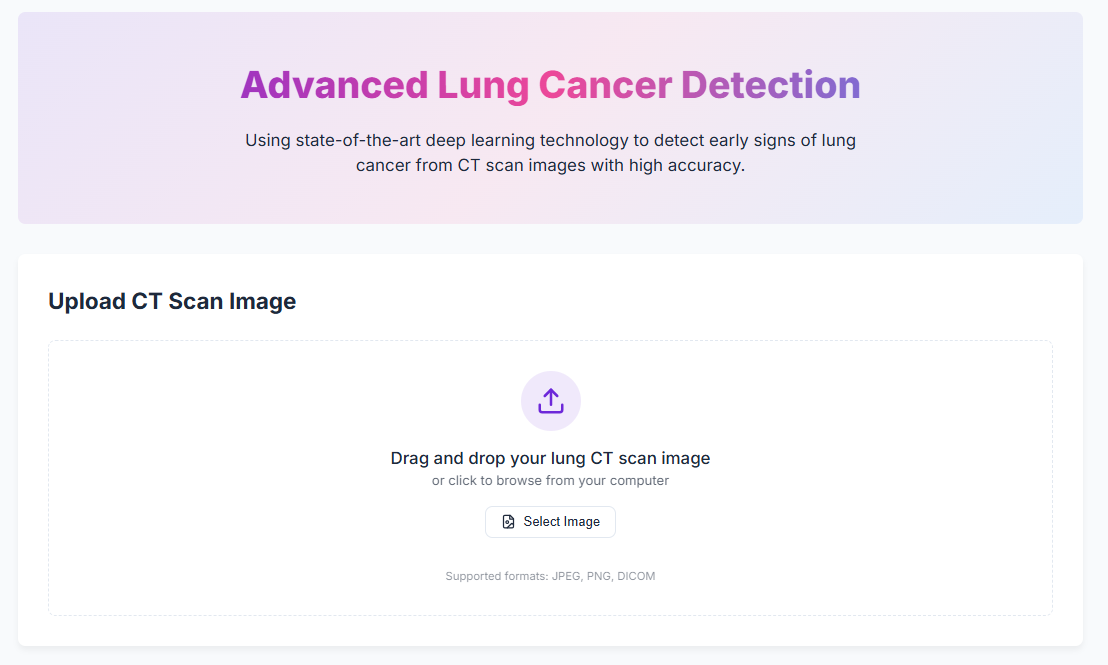 Advanced Lung Cancer Detection
Using state-of-the-art deep learning technology to detect early signs of lung
cancer from CT scan images with high accuracy.
Upload CT Scan Image
Drag and drop your lung CT scan image
or click to browse from your computer
Select Image
Supported formats: JPEG, PNG, DICOM